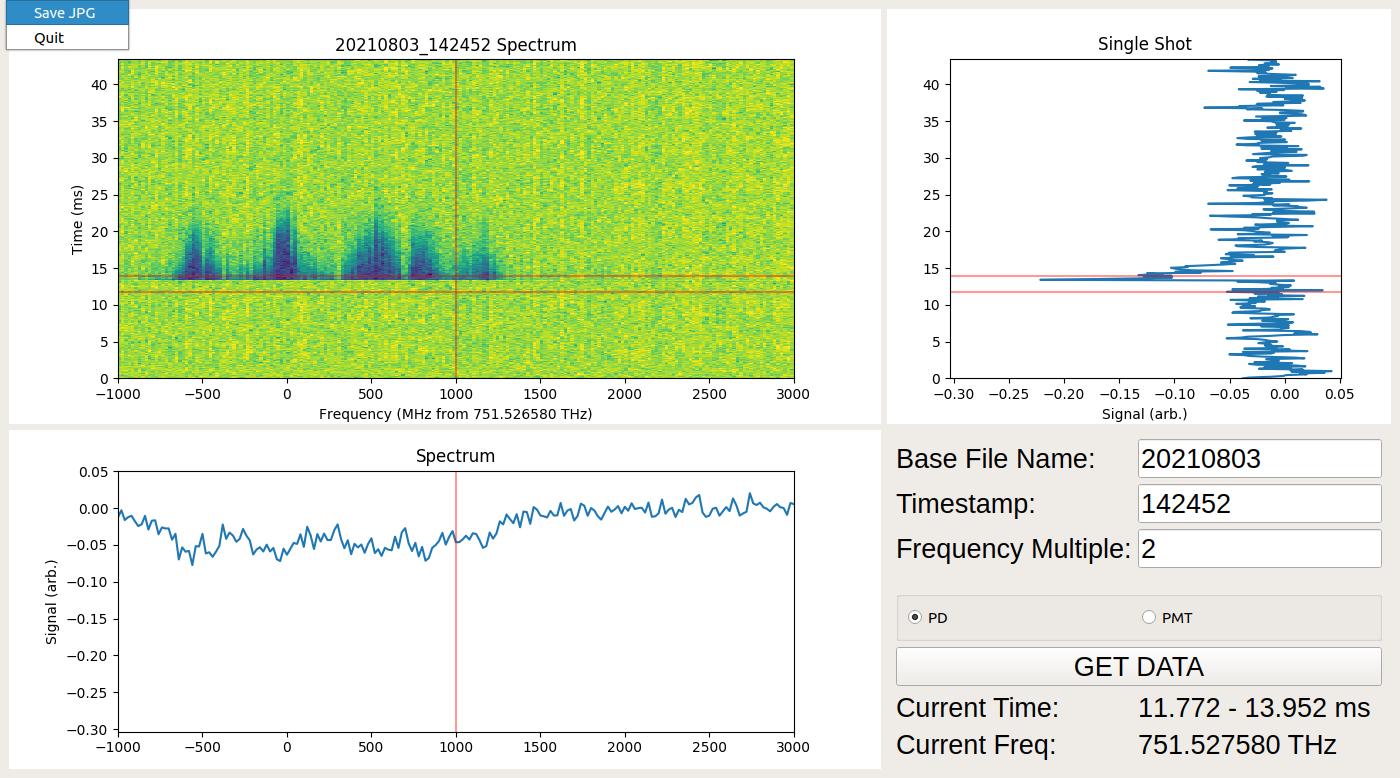 Save JPG
Quit
20210803_142452 Spectrum
40
35
30
25
20
15
10
5
0
Time (ms)
−1000 −500 0 500 1000 1500 2000 2500 3000
Frequency (MHz from 751.526580 THz)
Single Shot
40
35
30
25
20
15
10
5
0
−0.30 −0.25 −0.20 −0.15 −0.10 −0.05 0.00 0.05
Signal (arb.)
Spectrum
0.05
0.00
−0.05
−0.10
−0.15
−0.20
−0.25
−0.30
Signal (arb.)
−1000 −500 0 500 1000 1500 2000 2500 3000
Base File Name: 20210803
Timestamp: 142452
Frequency Multiple: 2
PD PMT
GET DATA
Current Time: 11.772 - 13.952 ms
Current Freq: 751.527580 THz